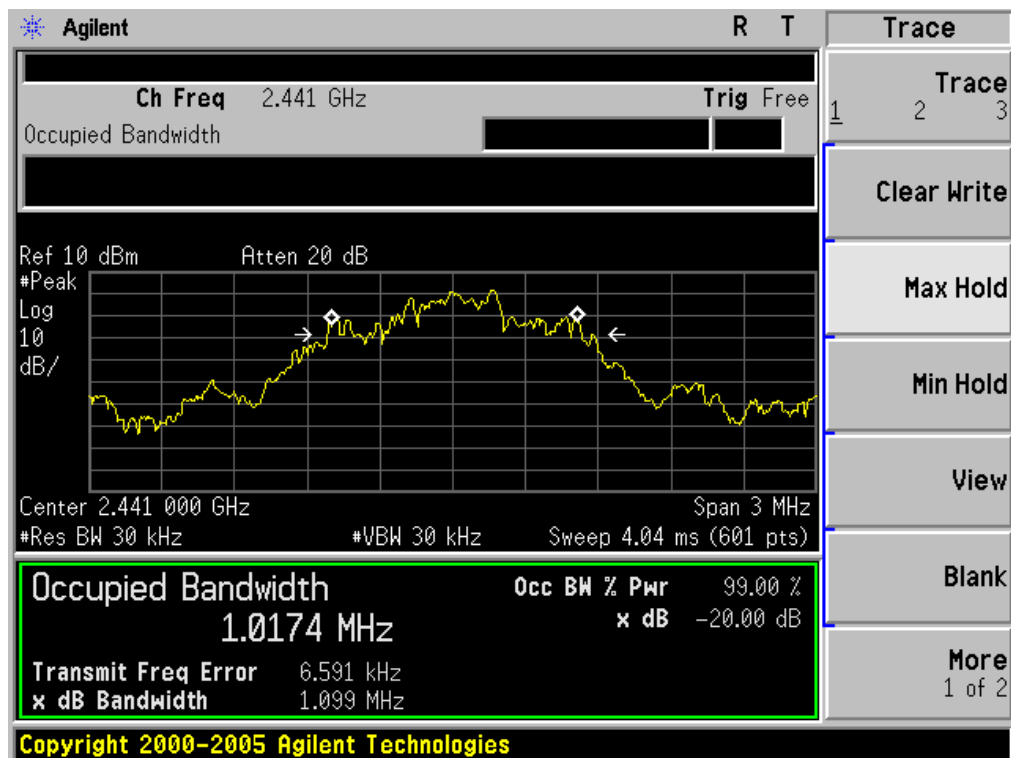 Agilent R T
Ch Freq 2.441 GHz Trig Free
Occupied Bandwidth
Ref 10 dBm Atten 20 dB
#Peak
Log
10
dB/
Center 2.441 000 GHz Span 3 MHz
#Res BW 30 kHz #VBW 30 kHz Sweep 4.04 ms (601 pts)
Occupied Bandwidth Occ BW % Pwr 99.00 %
1.0174 MHz x dB -20.00 dB
Transmit Freq Error 6.591 kHz
x dB Bandwidth 1.099 MHz
Copyright 2000-2005 Agilent Technologies
Trace
Trace
1 2 3
Clear Write
Max Hold
Min Hold
View
Blank
More
1 of 2